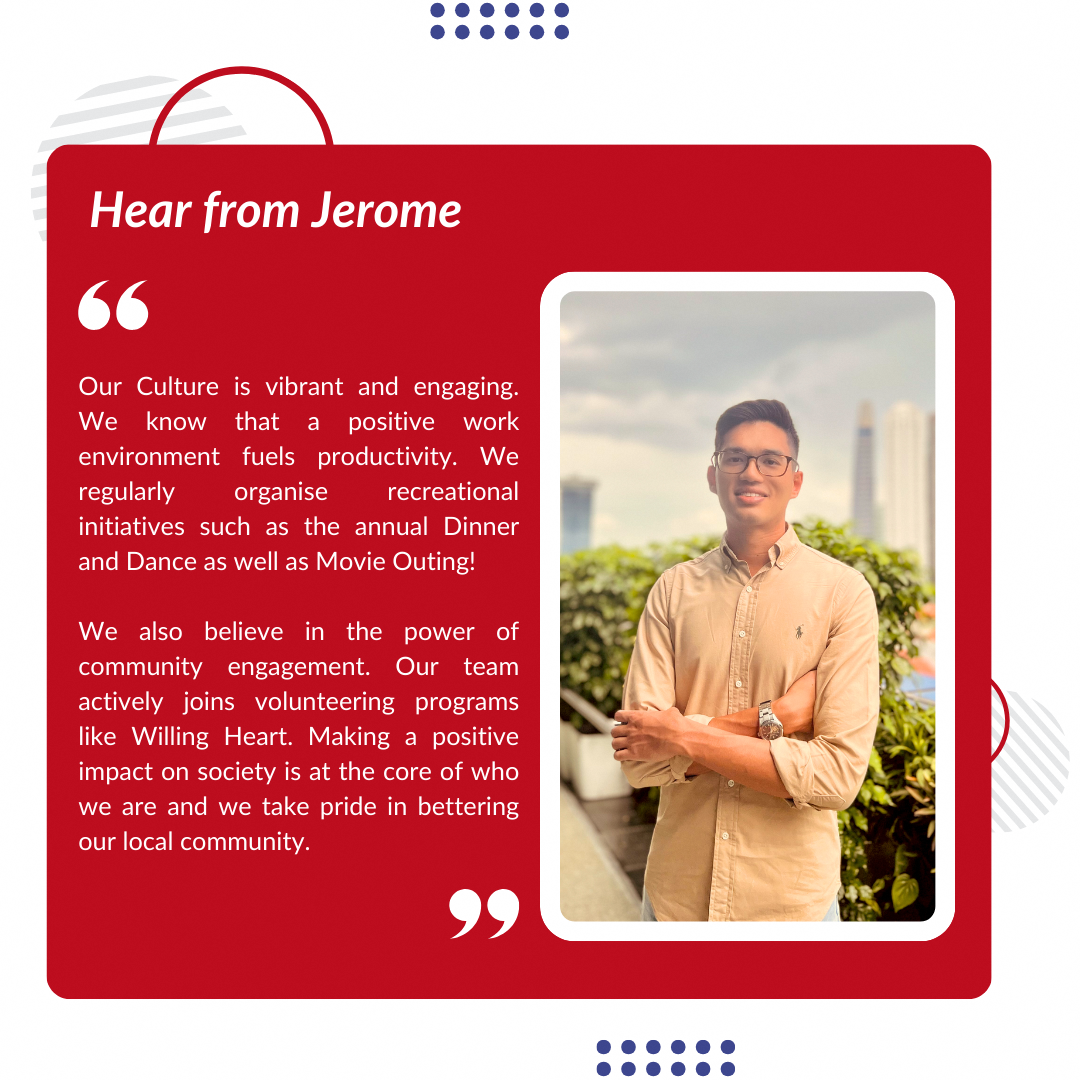 Hear from Jerome
“
Our Culture is vibrant and engaging.
We know that a positive work
environment fuels productivity. We
regularly organise recreational
initiatives such as the annual Dinner
and Dance as well as Movie Outing!
We also believe in the power of
community engagement. Our team
actively joins volunteering programs
like Willing Heart. Making a positive
impact on society is at the core of who
we are and we take pride in bettering
our local community.
”